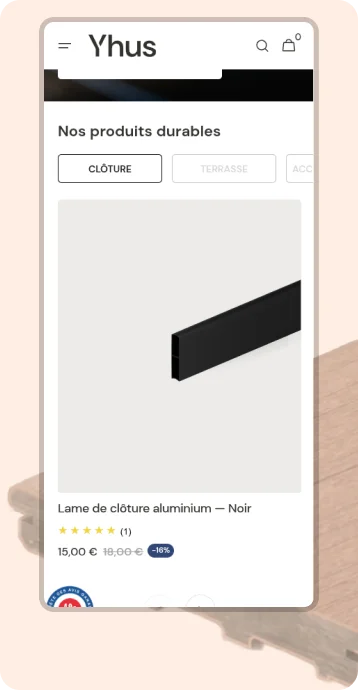 Yhus
0
Nos produits durables
CLÔTURE
TERRASSE
ACC
Lame de clôture aluminium — Noir
★★★★★ (1)
15,00 € 18,00 € -16%